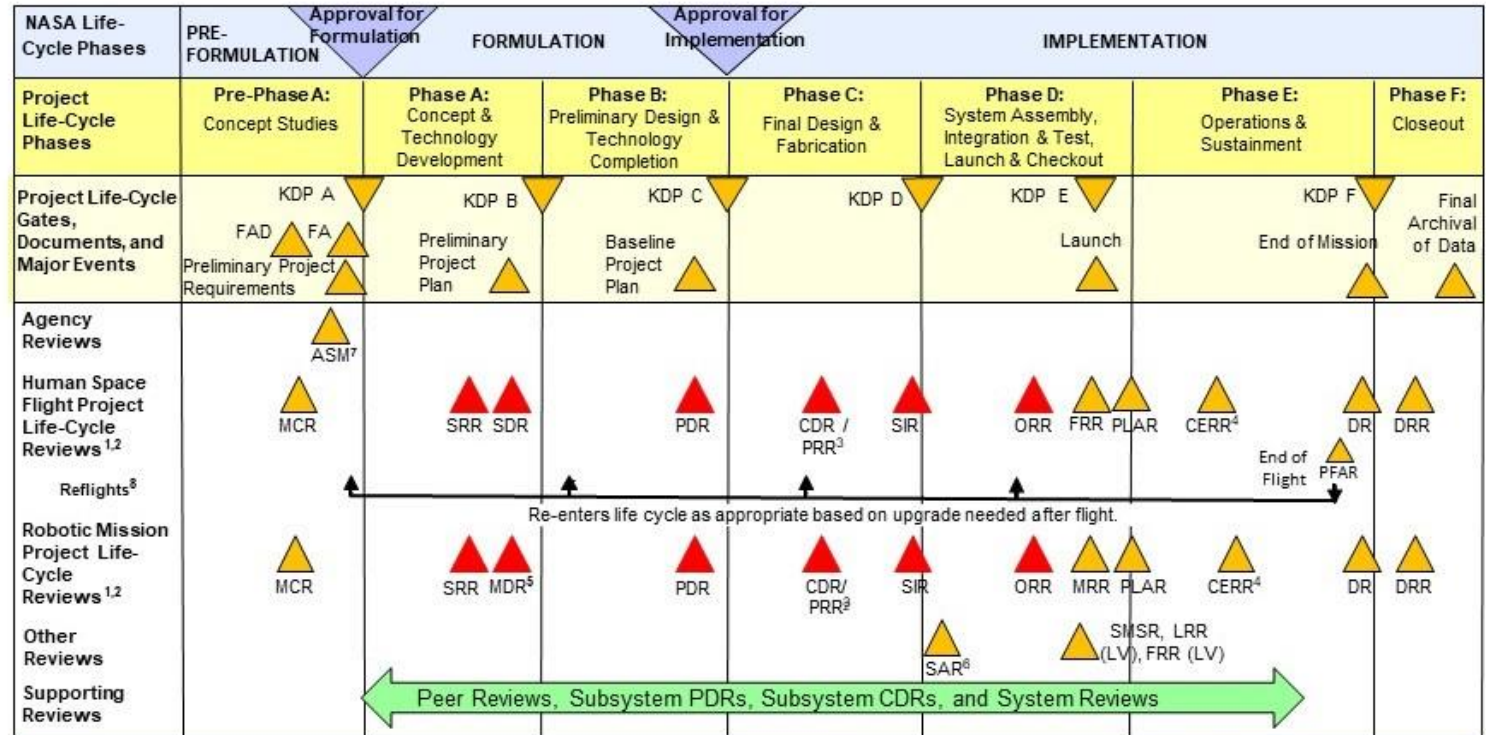 NASA Life-
Cycle Phases
PRE-
FORMULATION
Approval for
Formulation
FORMULATION
Approval for
Implementation
IMPLEMENTATION
Project
Life-Cycle
Phases
Pre-Phase A:
Concept Studies
Phase A:
Concept &
Technology
Development
Phase B:
Preliminary Design &
Technology
Completion
Phase C:
Final Design &
Fabrication
Phase D:
System Assembly,
Integration & Test,
Launch & Checkout
Phase E:
Operations &
Sustainment
Phase F:
Closeout
Project Life-Cycle
Gates,
Documents, and
Major Events
KDP A
FAD
FA
Preliminary Project
Requirements
KDP B
Preliminary
Project
Plan
KDP C
Baseline
Project
Plan
KDP D
KDP E
Launch
KDP F
End of Mission
Final
Archival
of Data
Agency
Reviews
ASM⁷
Human Space
Flight Project
Life-Cycle
Reviews ¹,²
MCR
SRR SDR
PDR
CDR /
PRR³
SIR
ORR
FRR
PLAR
CERR⁴
DR
DRR
End of
Flight
PFAR
Reflights⁸
Re-enters life cycle as appropriate based on upgrade needed after flight.
Robotic Mission
Project Life-
Cycle
Reviews ¹,²
MCR
SRR MDR⁵
PDR
CDR/
PRR³
SIR
ORR
MRR
PLAR
CERR⁴
DR
DRR
Other
Reviews
SAR⁶
SMSR, LRR
(LV), FRR (LV)
Supporting
Reviews
Peer Reviews, Subsystem PDRs, Subsystem CDRs, and System Reviews